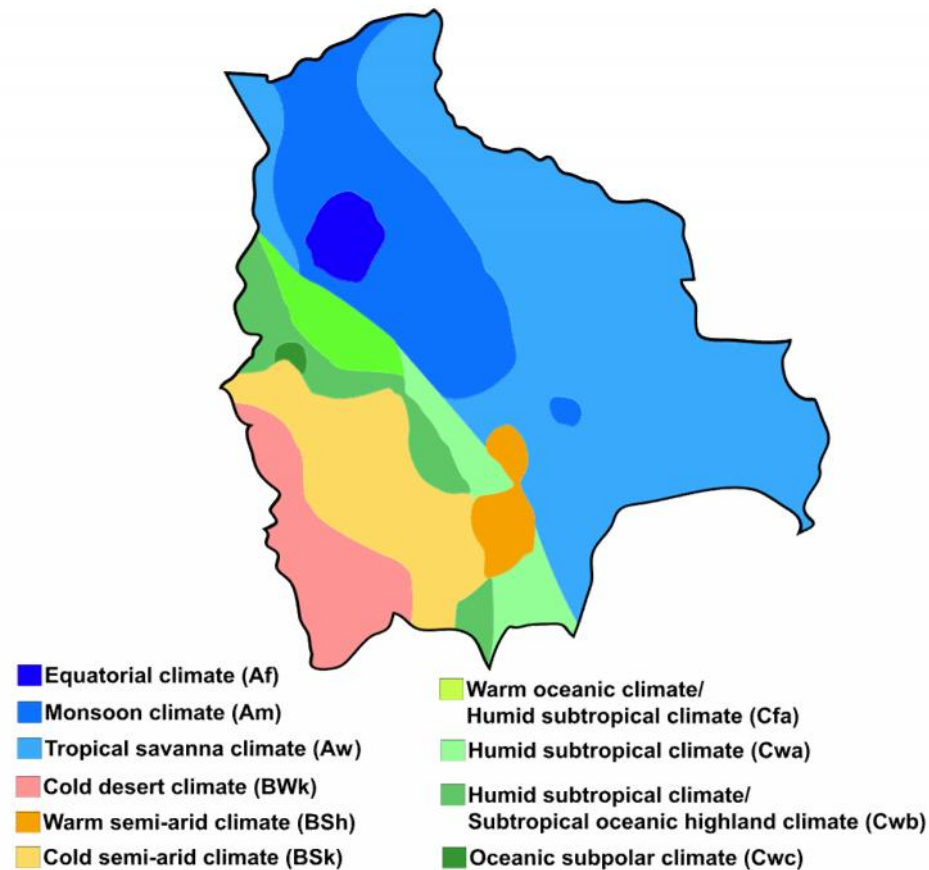 Equatorial climate (Af)
Monsoon climate (Am)
Tropical savanna climate (Aw)
Cold desert climate (BWk)
Warm semi-arid climate (BSh)
Cold semi-arid climate (BSk)
Warm oceanic climate/
Humid subtropical climate (Cfa)
Humid subtropical climate (Cwa)
Humid subtropical climate/
Subtropical oceanic highland climate (Cwb)
Oceanic subpolar climate (Cwc)